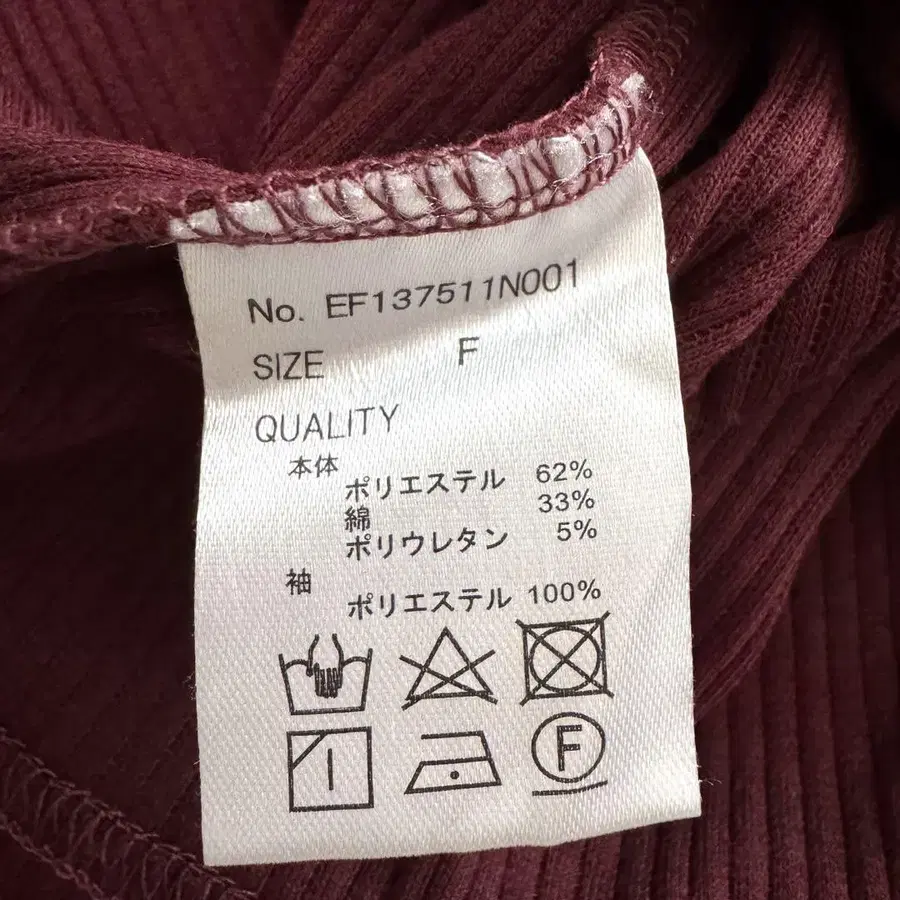 No. EF137511N001
SIZE F
QUALITY
本体
ポリエステル 62%
綿 33%
ポリウレタン 5%
袖
ポリエステル 100%
F